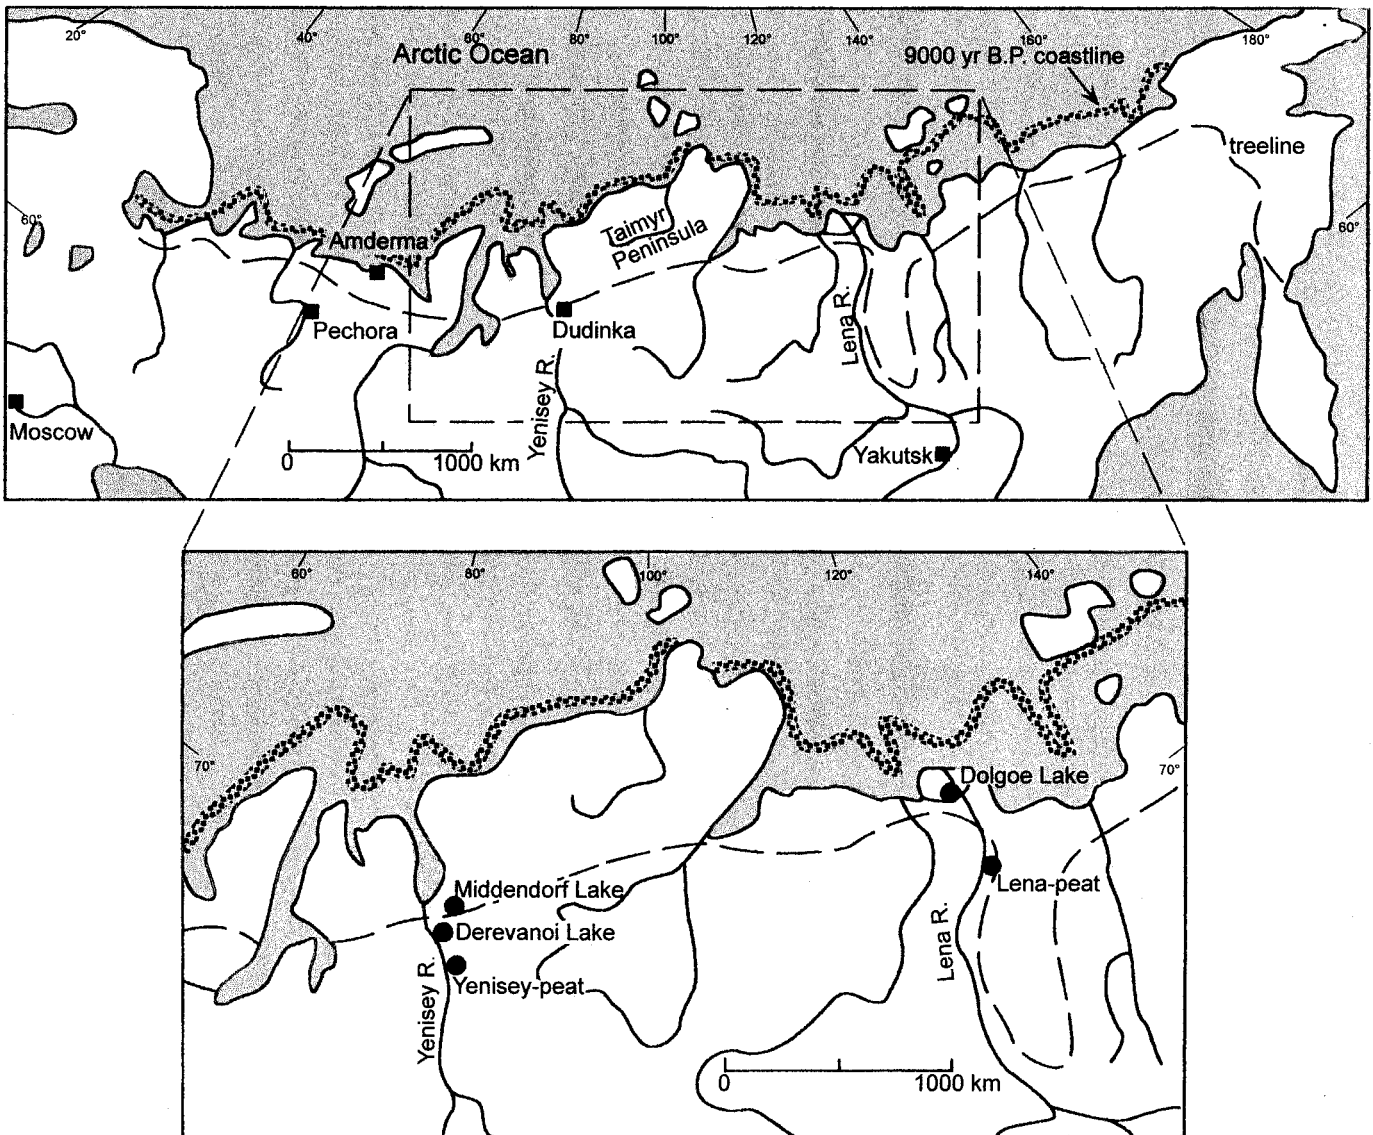 20°
40°
60°
80°
100°
120°
140°
160°
180°
Arctic Ocean
9000 yr B.P. coastline
treeline
60°
60°
Taimyr
Peninsula
Amderma
Pechora
Dudinka
Lena R.
Yenisey R.
Moscow
0
1000 km
Yakutsk
60°
80°
100°
120°
140°
70°
70°
Dolgoe Lake
Middendorf Lake
Lena-peat
Derevanoi Lake
Lena R.
Yenisey-peat
Yenisey R.
0
1000 km